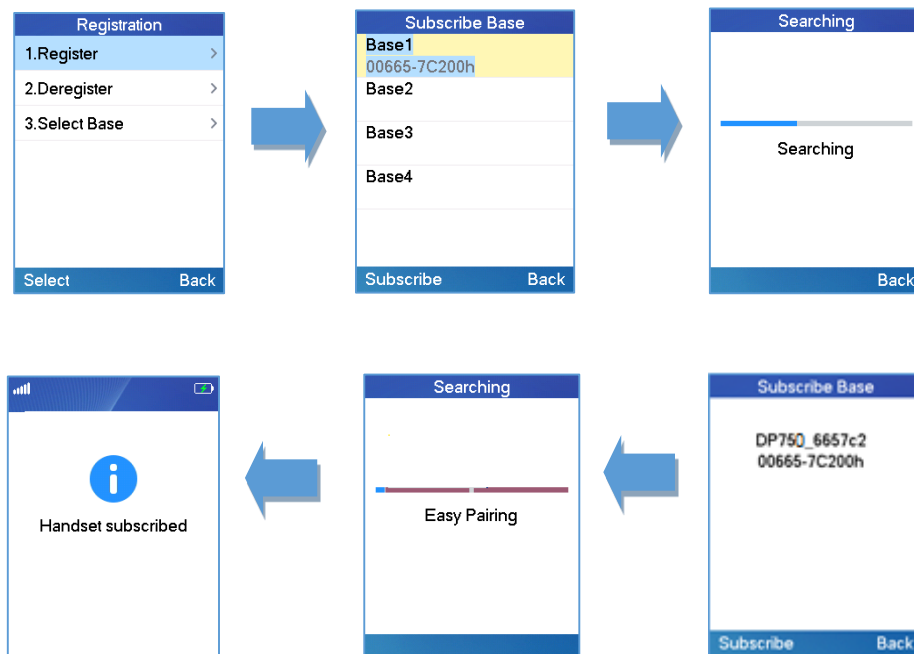 Registration
1.Register
2.Deregister
3.Select Base
Select Back
Subscribe Base
Base1
00665-7C200h
Base2
Base3
Base4
Subscribe Back
Searching
Searching
Back
Subscribe Base
DP750_6657c2
00665-7C200h
Subscribe Back
Searching
Easy Pairing
Handset subscribed